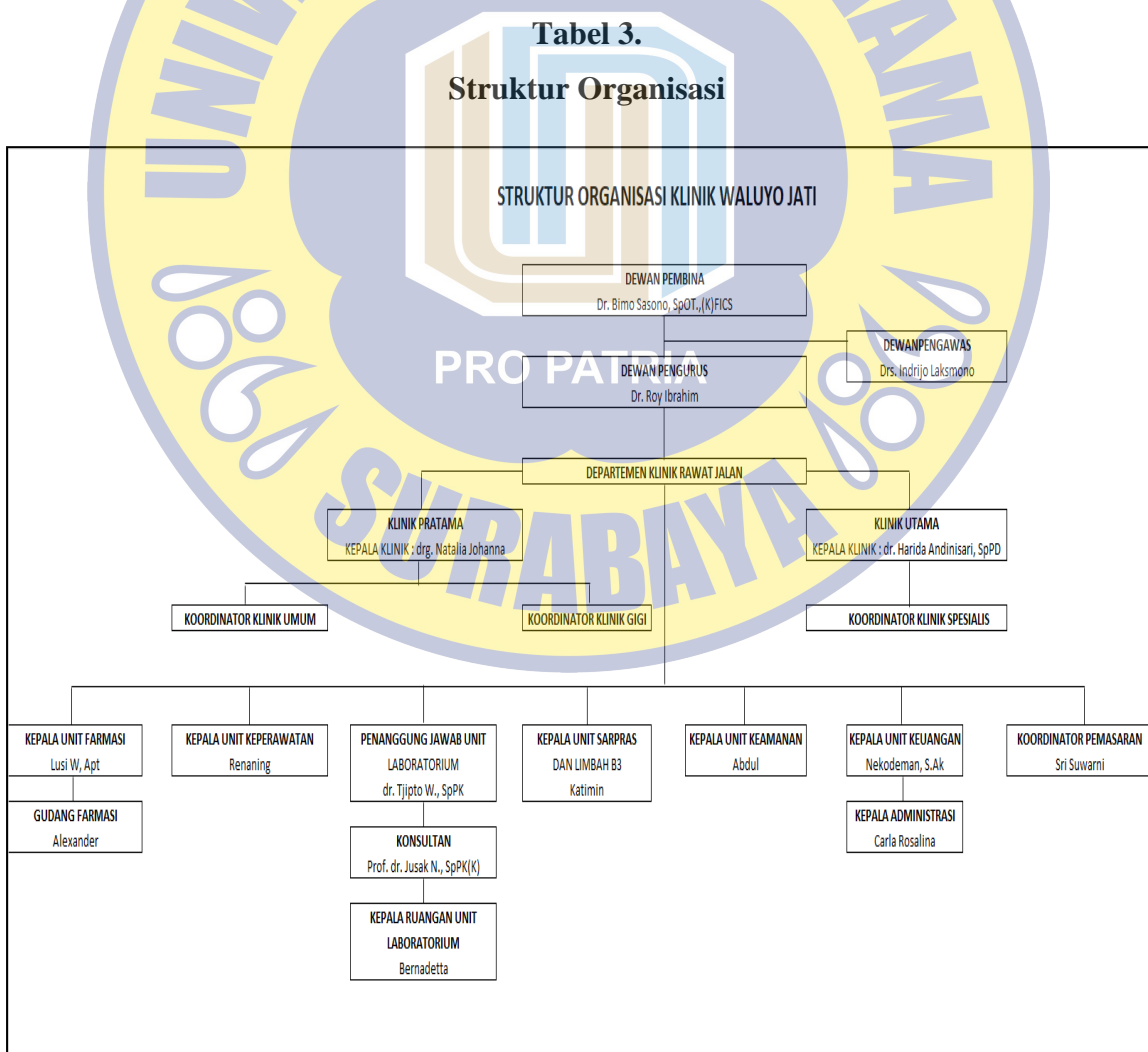 Tabel 3.
Struktur Organisasi
STRUKTUR ORGANISASI KLINIK WALUYO JATI
DEWAN PEMBINA
Dr. Bimo Sasono, SpOT.,(K)FICS
DEWANPENGAWAS
Drs. Indrijo Laksmono
PRO PATRIA
DEWAN PENGURUS
Dr. Roy Ibrahim
DEPARTEMEN KLINIK RAWAT JALAN
KLINIK PRATAMA
KEPALA KLINIK : drg. Natalia Johanna
KLINIK UTAMA
KEPALA KLINIK : dr. Harida Andinisari, SpPD
SURABAYA
KOORDINATOR KLINIK UMUM
KOORDINATOR KLINIK GIGI
KOORDINATOR KLINIK SPESIALIS
KEPALA UNIT FARMASI
Lusi W, Apt
KEPALA UNIT KEPERAWATAN
Renaning
PENANGGUNG JAWAB UNIT
LABORATORIUM
dr. Tjipto W., SpPK
KEPALA UNIT SARPRAS
DAN LIMBAH B3
Katimin
KEPALA UNIT KEAMANAN
Abdul
KEPALA UNIT KEUANGAN
Nekodeman, S.Ak
KOORDINATOR PEMASARAN
Sri Suwarni
GUDANG FARMASI
Alexander
KONSULTAN
Prof. dr. Jusak N., SpPK(K)
KEPALA ADMINISTRASI
Carla Rosalina
KEPALA RUANGAN UNIT
LABORATORIUM
Bernadetta